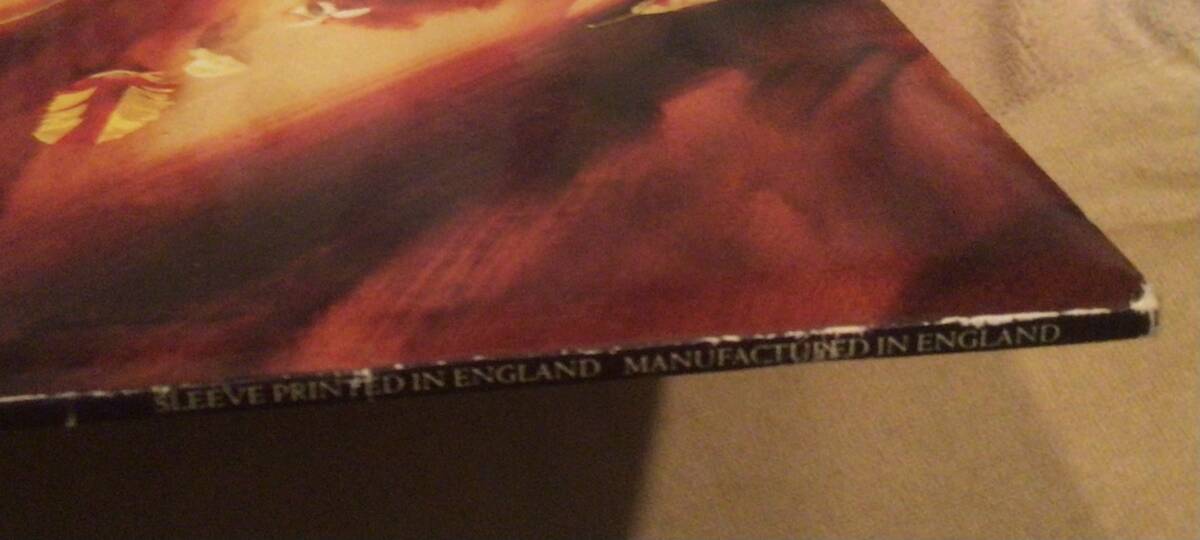 SLEEVE PRINTED IN ENGLAND MANUFACTURED IN ENGLAND